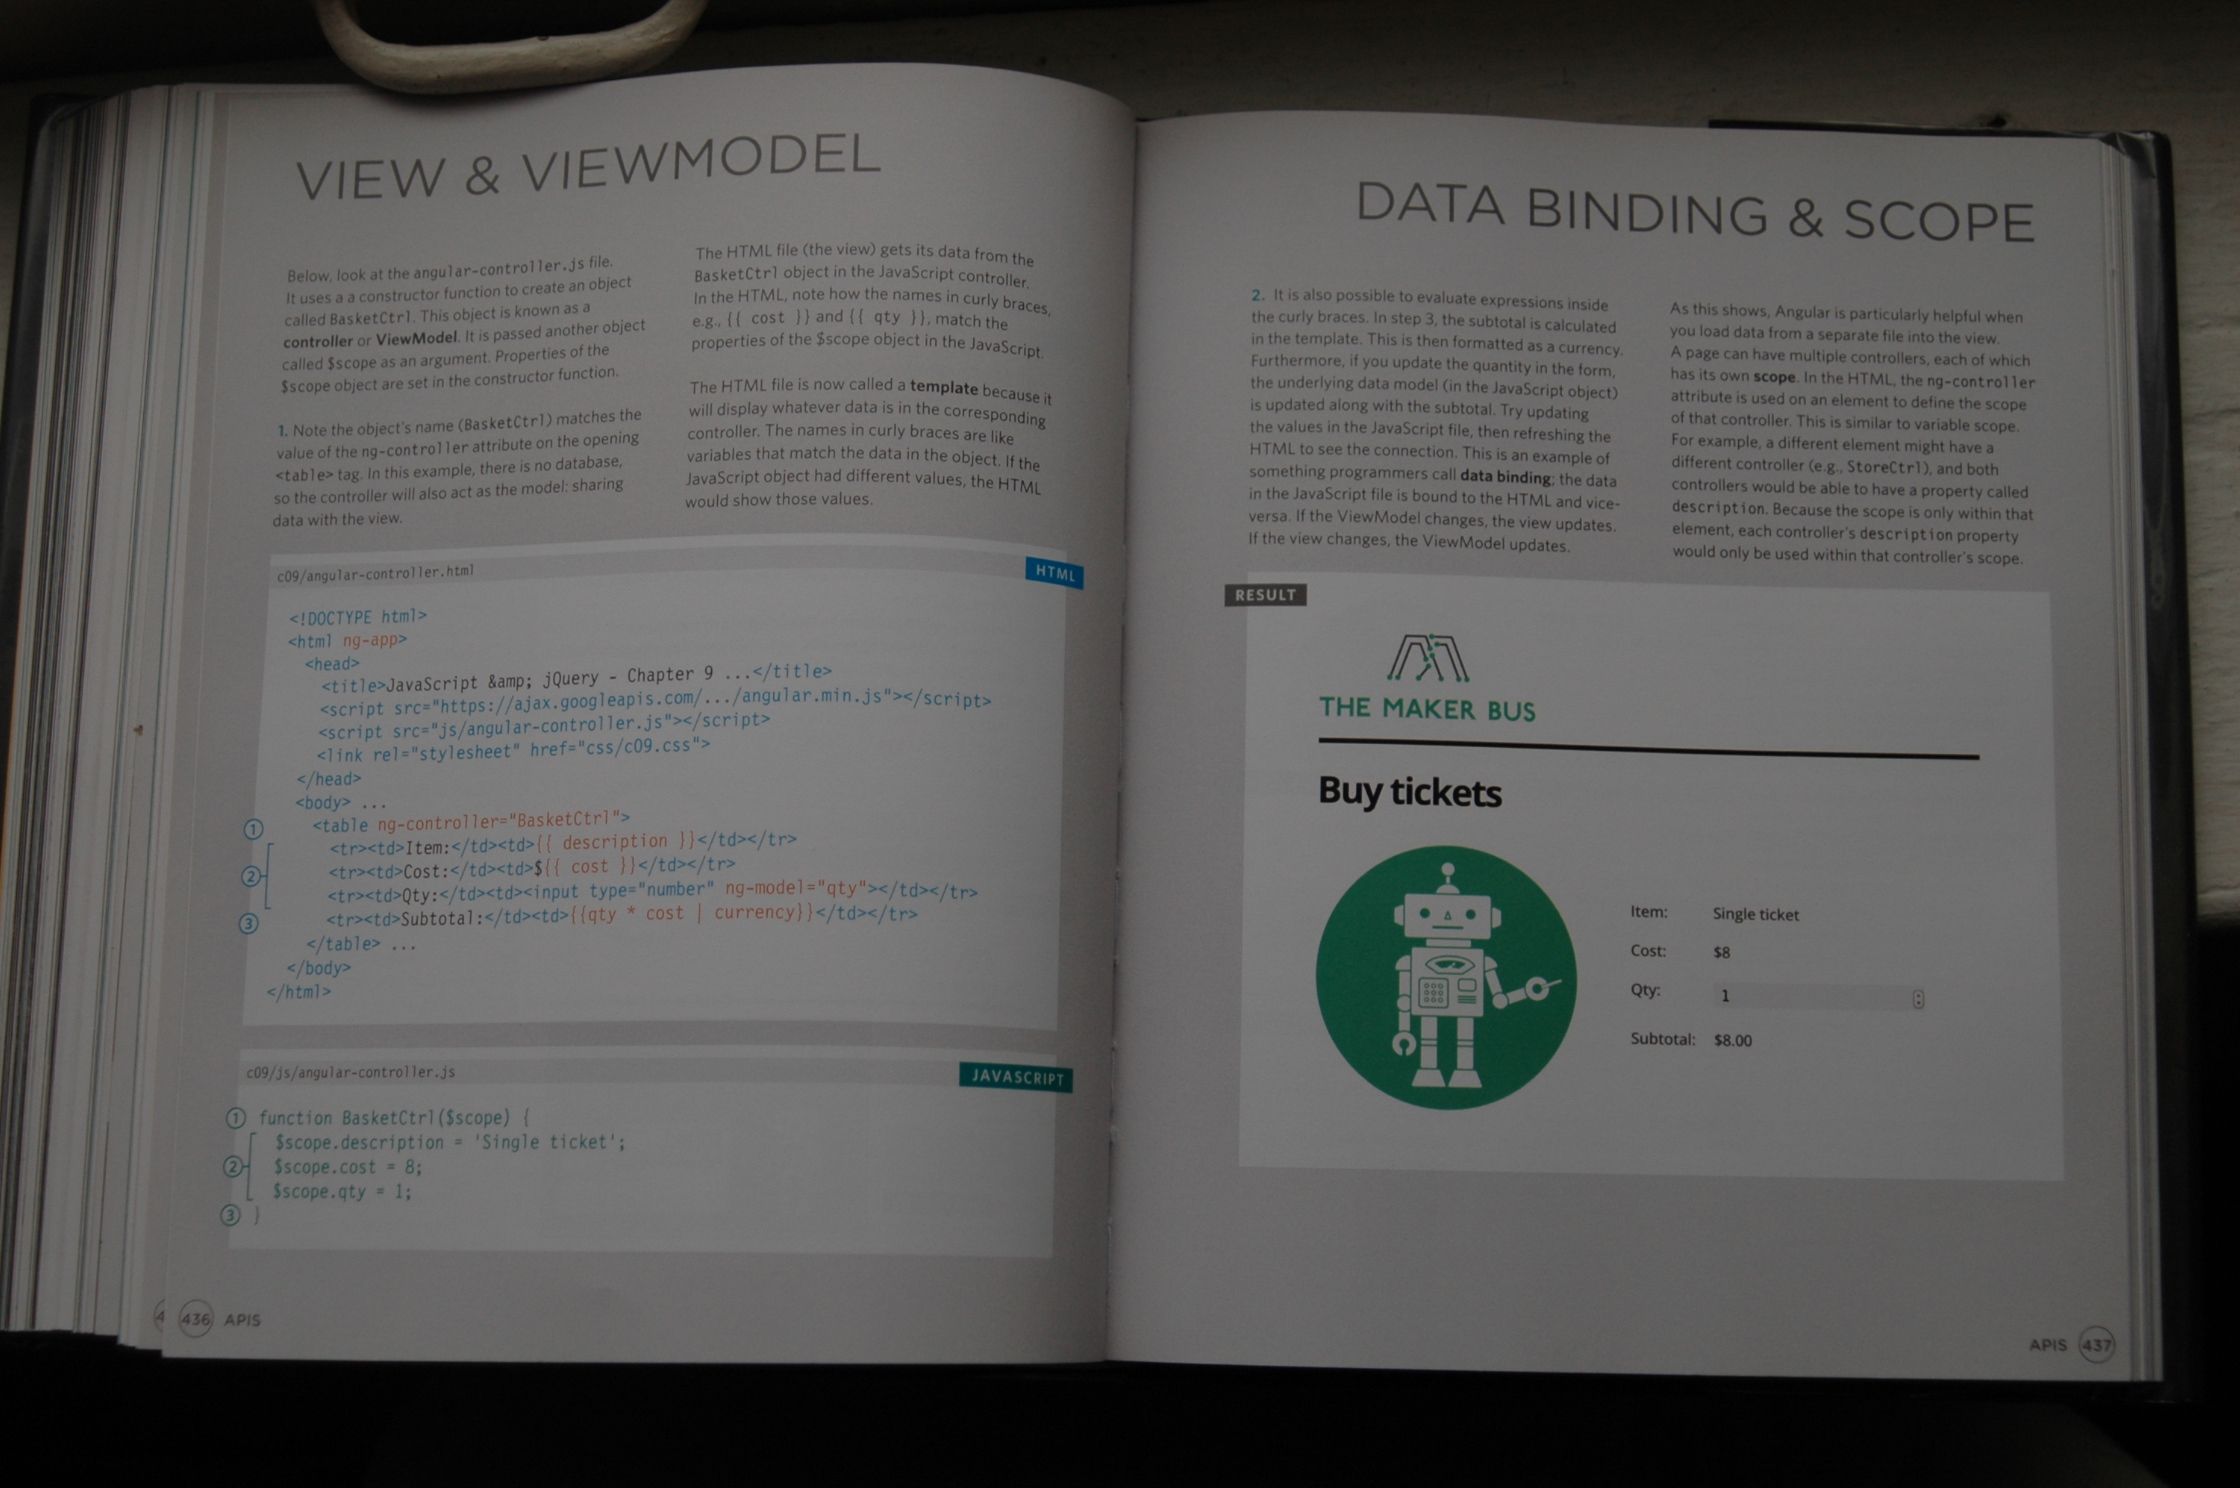 VIEW & VIEWMODEL
Below, look at the angular-controller.js file.
It uses a a constructor function to create an object
called BasketCtrl. This object is known as a
controller or ViewModel. It is passed another object
called $scope as an argument. Properties of the
$scope object are set in the constructor function.
1. Note the object's name (BasketCtrl) matches the
value of the ng-controller attribute on the opening
<table> tag. In this example, there is no database,
so the controller will also act as the model: sharing
data with the view.
The HTML file (the view) gets its data from the
BasketCtrl object in the JavaScript controller.
In the HTML, note how the names in curly braces,
e.g., {{ cost }} and {{ qty }}, match the
properties of the $scope object in the JavaScript.
The HTML file is now called a template because it
will display whatever data is in the corresponding
controller. The names in curly braces are like
variables that match the data in the object. If the
JavaScript object had different values, the HTML
would show those values.
c09/angular-controller.html
HTML
<!DOCTYPE html>
<html ng-app>
<head>
<title>JavaScript &amp; jQuery - Chapter 9 ...</title>
<script src="https://ajax.googleapis.com/.../angular.min.js"></script>
<script src="js/angular-controller.js"></script>
<link rel="stylesheet" href="css/c09.css">
</head>
<body> ...
1 <table ng-controller="BasketCtrl">
<tr><td>Item:</td><td>{{ description }}</td></tr>
2 <tr><td>Cost:</td><td>${{ cost }}</td></tr>
<tr><td>Qty:</td><td><input type="number" ng-model="qty"></td></tr>
3 <tr><td>Subtotal:</td><td>{{qty * cost | currency}}</td></tr>
</table> ...
</body>
</html>
c09/js/angular-controller.js
JAVASCRIPT
1 function BasketCtrl($scope) {
$scope.description = 'Single ticket';
2 $scope.cost = 8;
$scope.qty = 1;
3 }
436 APIS
DATA BINDING & SCOPE
2. It is also possible to evaluate expressions inside
the curly braces. In step 3, the subtotal is calculated
in the template. This is then formatted as a currency.
Furthermore, if you update the quantity in the form,
the underlying data model (in the JavaScript object)
is updated along with the subtotal. Try updating
the values in the JavaScript file, then refreshing the
HTML to see the connection. This is an example of
something programmers call data binding; the data
in the JavaScript file is bound to the HTML and vice-
versa. If the ViewModel changes, the view updates.
If the view changes, the ViewModel updates.
As this shows, Angular is particularly helpful when
you load data from a separate file into the view.
A page can have multiple controllers, each of which
has its own scope. In the HTML, the ng-controller
attribute is used on an element to define the scope
of that controller. This is similar to variable scope.
For example, a different element might have a
different controller (e.g., StoreCtrl), and both
controllers would be able to have a property called
description. Because the scope is only within that
element, each controller's description property
would only be used within that controller's scope.
RESULT
THE MAKER BUS
Buy tickets
Item: Single ticket
Cost: $8
Qty: 1
Subtotal: $8.00
APIS 437